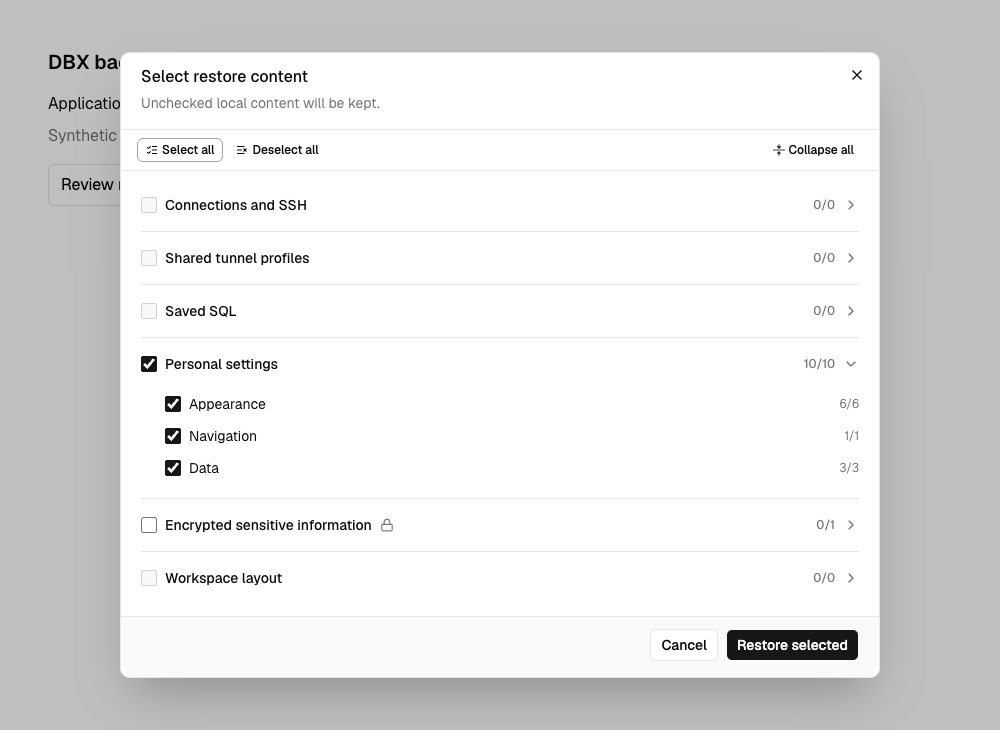 DBX ba
Select restore content
Unchecked local content will be kept.
Applicatio
Synthetic
Select all
Deselect all
Collapse all
Review
Connections and SSH 0/0
Shared tunnel profiles 0/0
Saved SQL 0/0
Personal settings 10/10
Appearance 6/6
Navigation 1/1
Data 3/3
Encrypted sensitive information 0/1
Workspace layout 0/0
Cancel
Restore selected